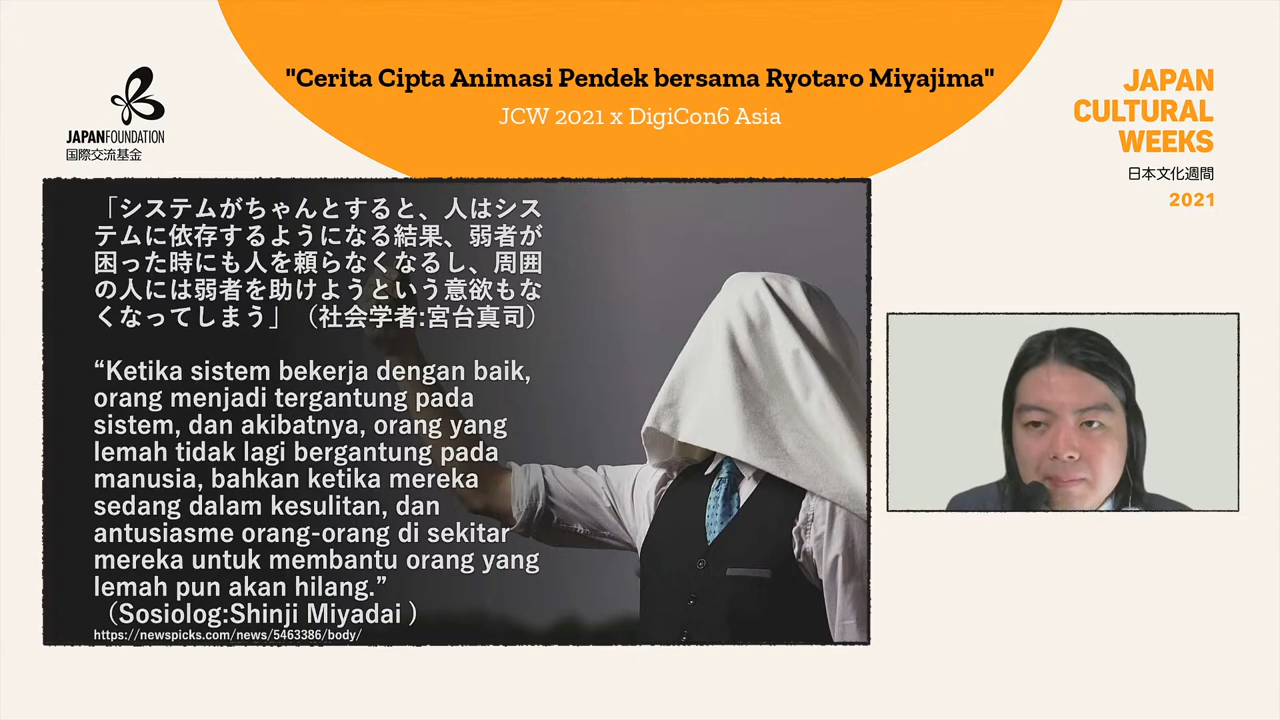 "Cerita Cipta Animasi Pendek bersama Ryotaro Miyajima"
JCW 2021 x DigiCon6 Asia
JAPANFOUNDATION
国際交流基金
JAPAN
CULTURAL
WEEKS
日本文化週間
2021
「システムがちゃんとすると、人はシス
テムに依存するようになる結果、弱者が
困った時にも人を頼らなくなるし、周囲
の人には弱者を助けようという意欲もな
くなってしまう」（社会学者:宮台真司）
“Ketika sistem bekerja dengan baik,
orang menjadi tergantung pada
sistem, dan akibatnya, orang yang
lemah tidak lagi bergantung pada
manusia, bahkan ketika mereka
sedang dalam kesulitan, dan
antusiasme orang-orang di sekitar
mereka untuk membantu orang yang
lemah pun akan hilang.”
（Sosiolog:Shinji Miyadai）
https://newspicks.com/news/5463386/body/